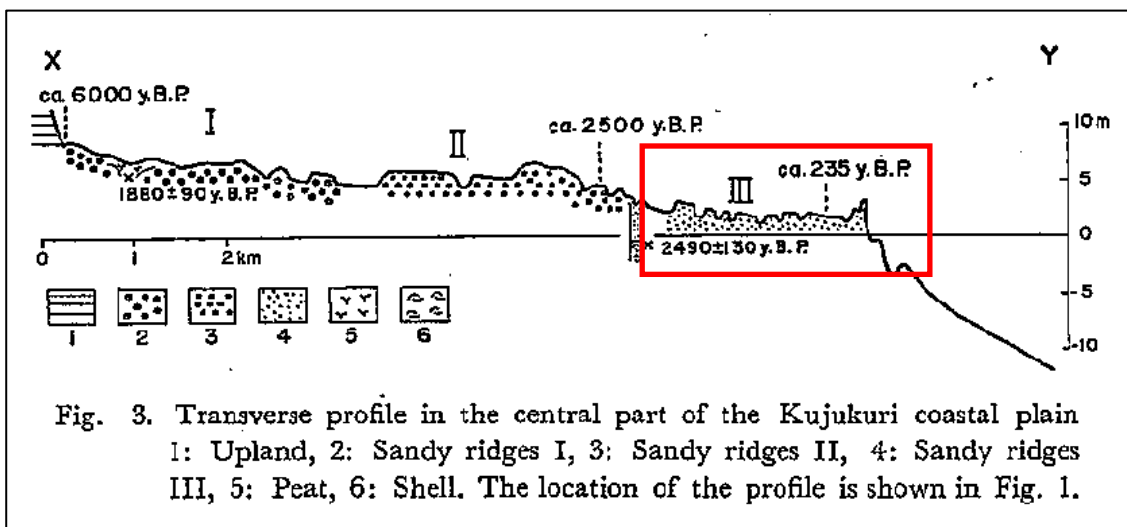 X
Y
ca. 6000 y.B.P.
I
II
ca. 2500 y.B.P.
III
ca. 235 y.B.P.
10m
5
0
-5
-10
1880±90 y.B.P.
2490±130 y.B.P.
0 1 2 km
1 2 3 4 5 6
Fig. 3. Transverse profile in the central part of the Kujukuri coastal plain
1: Upland, 2: Sandy ridges I, 3: Sandy ridges II, 4: Sandy ridges
III, 5: Peat, 6: Shell. The location of the profile is shown in Fig. 1.